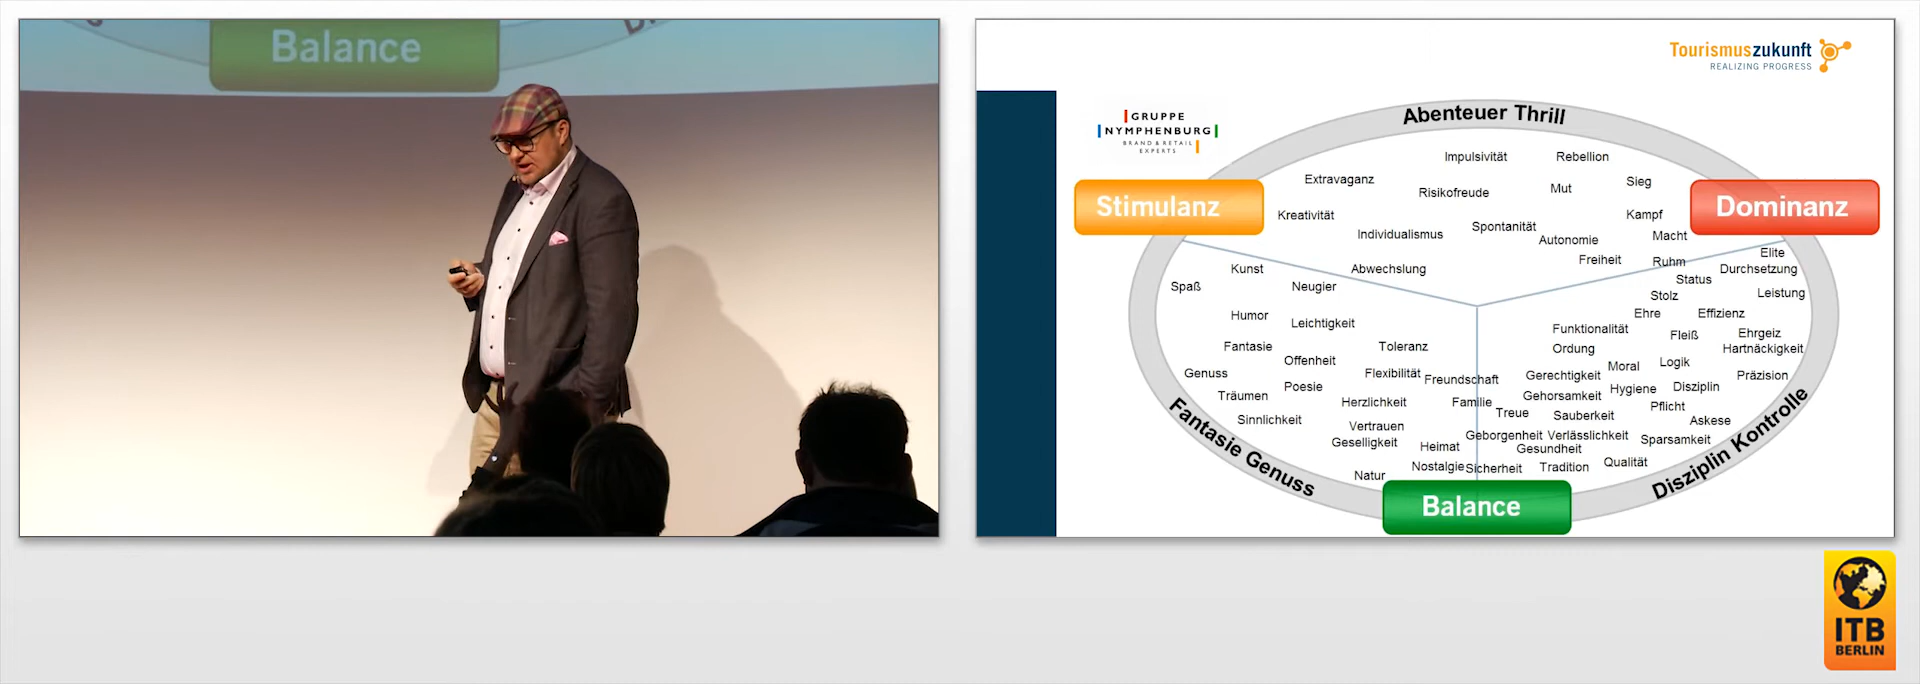 Balance
Tourismuszukunft
REALIZING PROGRESS
GRUPPE
NYMPHENBURG
BRAND & RETAIL
EXPERTS
Abenteuer Thrill
Stimulanz
Dominanz
Impulsivität
Rebellion
Extravaganz
Risikofreude
Mut
Sieg
Kreativität
Individualismus
Spontanität
Kampf
Autonomie
Macht
Abwechslung
Freiheit
Ruhm
Elite
Durchsetzung
Status
Leistung
Stolz
Ehre
Effizienz
Kunst
Spaß
Neugier
Humor
Leichtigkeit
Funktionalität
Fleiß
Ehrgeiz
Fantasie
Toleranz
Ordung
Hartnäckigkeit
Offenheit
Moral
Logik
Genuss
Flexibilität
Freundschaft
Gerechtigkeit
Präzision
Träumen
Poesie
Hygiene
Disziplin
Herzlichkeit
Familie
Gehorsamkeit
Pflicht
Sinnlichkeit
Treue
Sauberkeit
Askese
Vertrauen
Geselligkeit
Geborgenheit
Verlässlichkeit
Sparsamkeit
Heimat
Gesundheit
Natur
Nostalgie
Sicherheit
Tradition
Qualität
Fantasie Genuss
Disziplin Kontrolle
Balance
ITB
BERLIN